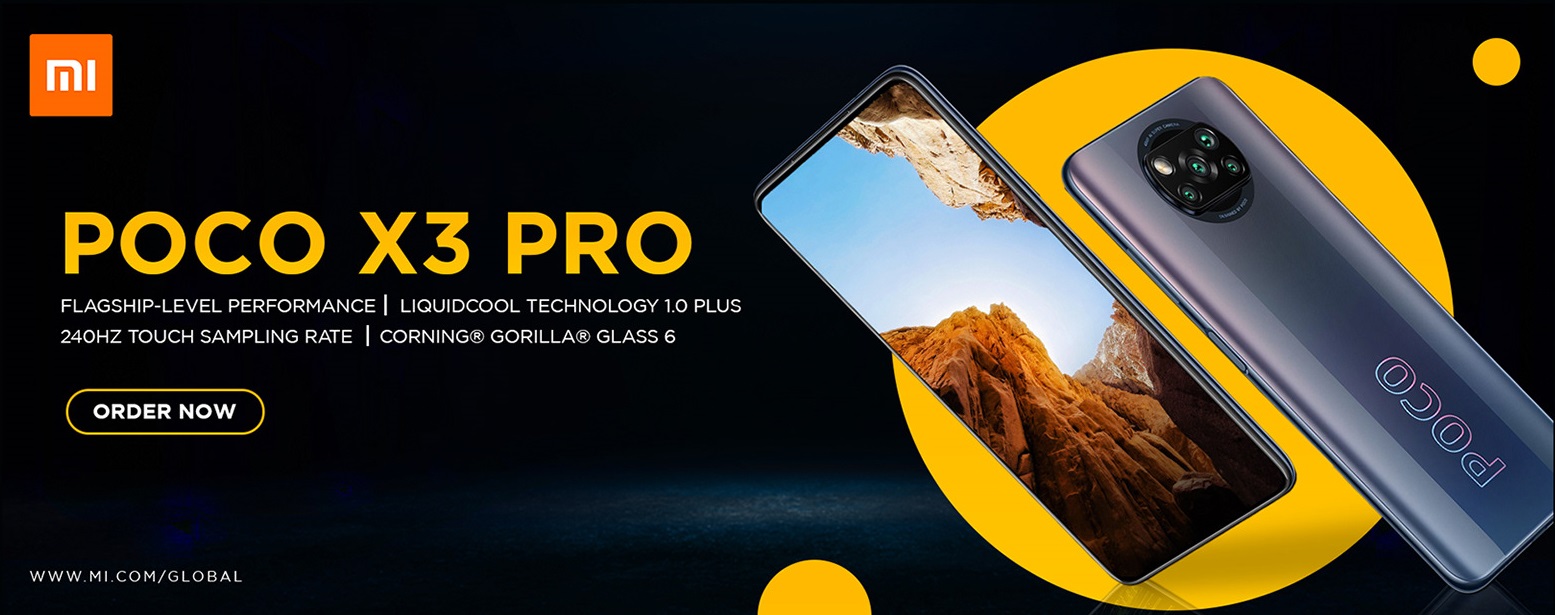 mi
POCO X3 PRO
FLAGSHIP-LEVEL PERFORMANCE | LIQUIDCOOL TECHNOLOGY 1.0 PLUS
240HZ TOUCH SAMPLING RATE | CORNING® GORILLA® GLASS 6
ORDER NOW
WWW.MI.COM/GLOBAL
POCO